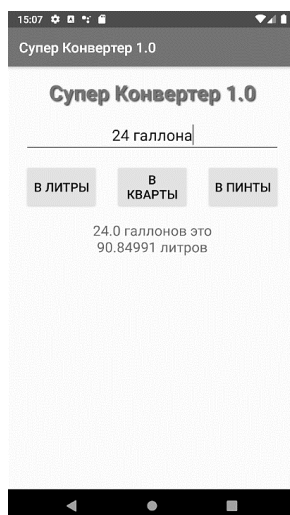 15:07
Супер Конвертер 1.0
Супер Конвертер 1.0
24 галлона
В ЛИТРЫ
В
КВАРТЫ
В ПИНТЫ
24.0 галлонов это
90.84991 литров